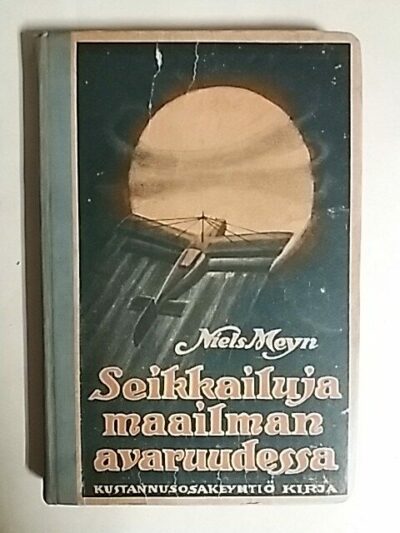 Niels Meyn
Seikkailuja
maailman
avaruudessa
KUSTANNUSOSAKEYHTIÖ KIRJA